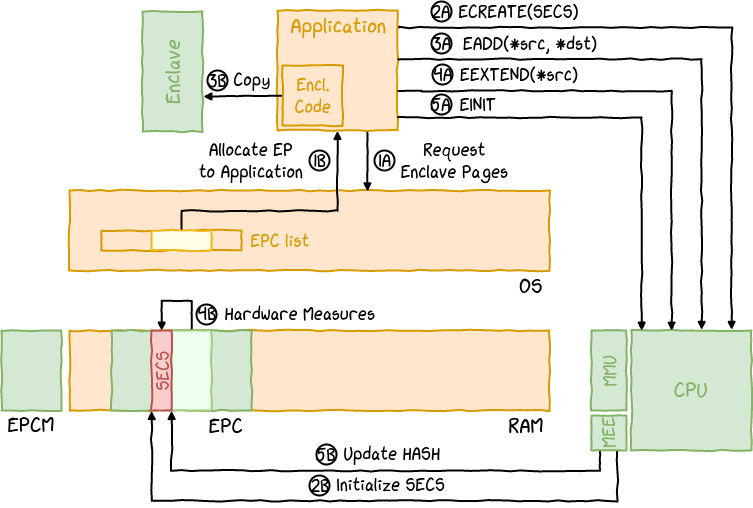 2A ECREATE(SECS)
Application
3A EADD(*src, *dst)
Enclave
4A EEXTEND(*src)
3B Copy
Encl.
Code
5A EINIT
Allocate EP
to Application
1B
1A
Request
Enclave Pages
EPC list
OS
4B Hardware Measures
SECS
MMU
CPU
EPCM
EPC
RAM
MEE
5B Update HASH
2B Initialize SECS